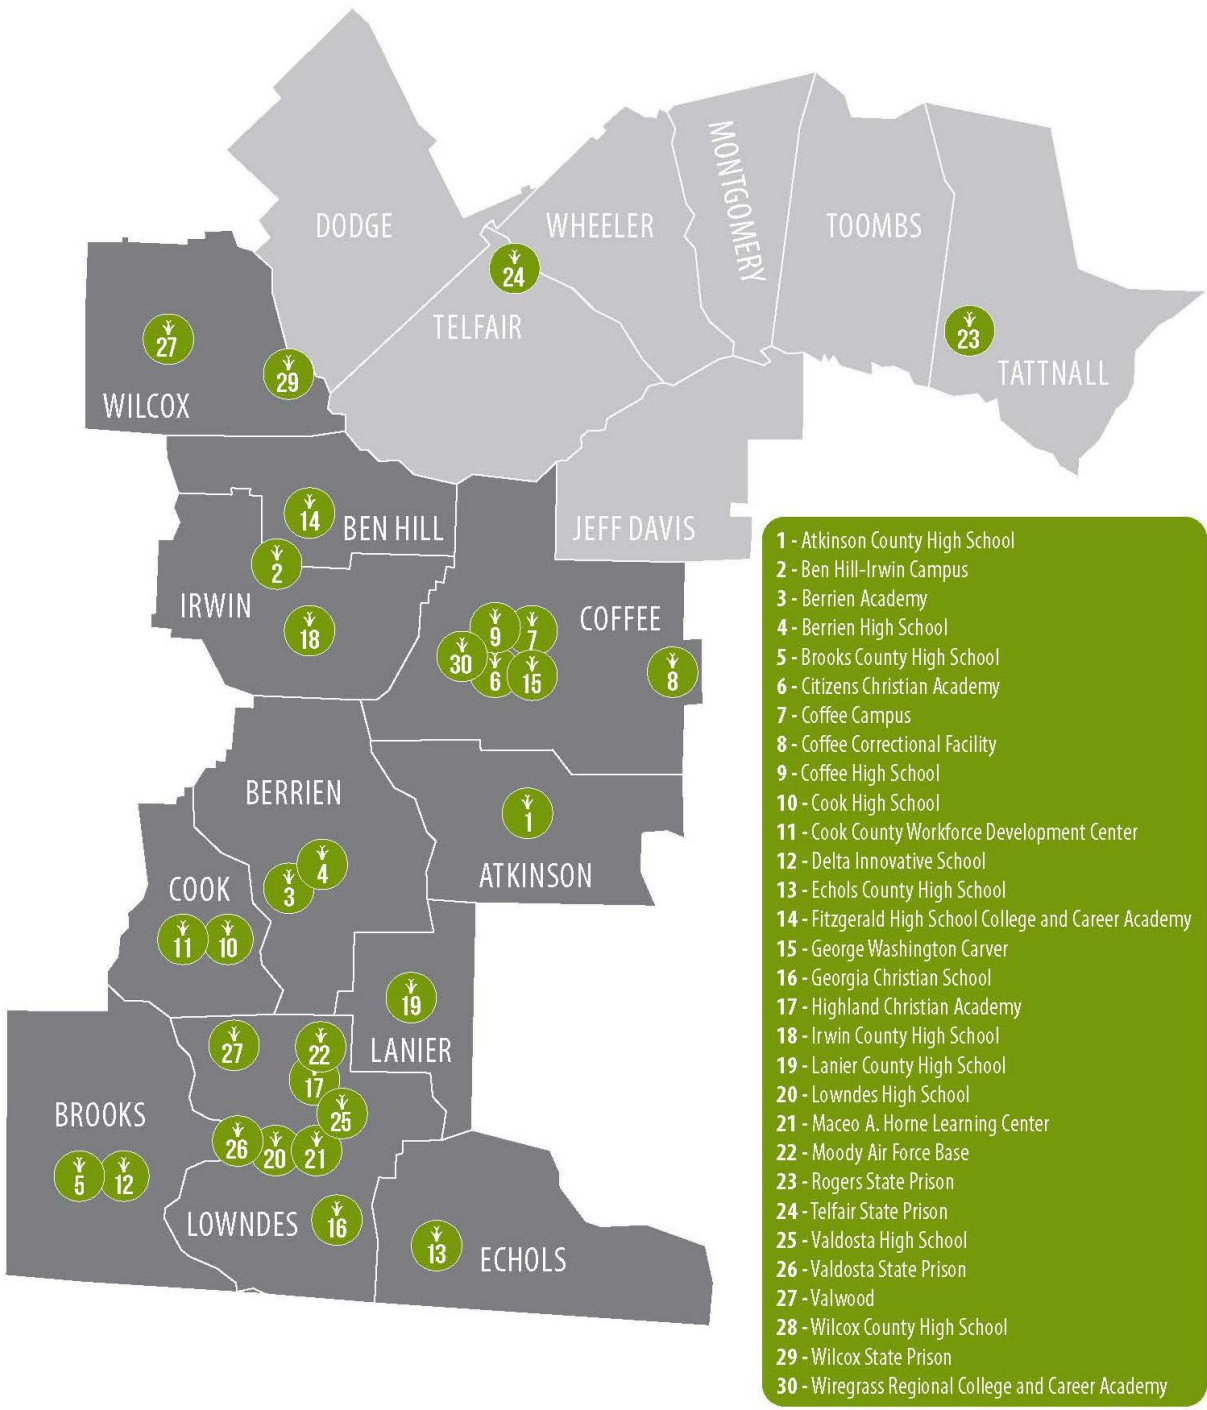 DODGE
WHEELER
MONTGOMERY
TOOMBS
24
TELFAIR
23
TATTNALL
27
29
WILCOX
14
BEN HILL
JEFF DAVIS
2
IRWIN
18
COFFEE
9
7
30
6
15
8
BERRIEN
1
ATKINSON
4
3
COOK
11
10
19
LANIER
27
22
17
25
BROOKS
26
20
21
5
12
LOWNDES
16
13
ECHOLS
1 - Atkinson County High School
2 - Ben Hill-Irwin Campus
3 - Berrien Academy
4 - Berrien High School
5 - Brooks County High School
6 - Citizens Christian Academy
7 - Coffee Campus
8 - Coffee Correctional Facility
9 - Coffee High School
10 - Cook High School
11 - Cook County Workforce Development Center
12 - Delta Innovative School
13 - Echols County High School
14 - Fitzgerald High School College and Career Academy
15 - George Washington Carver
16 - Georgia Christian School
17 - Highland Christian Academy
18 - Irwin County High School
19 - Lanier County High School
20 - Lowndes High School
21 - Maceo A. Horne Learning Center
22 - Moody Air Force Base
23 - Rogers State Prison
24 - Telfair State Prison
25 - Valdosta High School
26 - Valdosta State Prison
27 - Valwood
28 - Wilcox County High School
29 - Wilcox State Prison
30 - Wiregrass Regional College and Career Academy